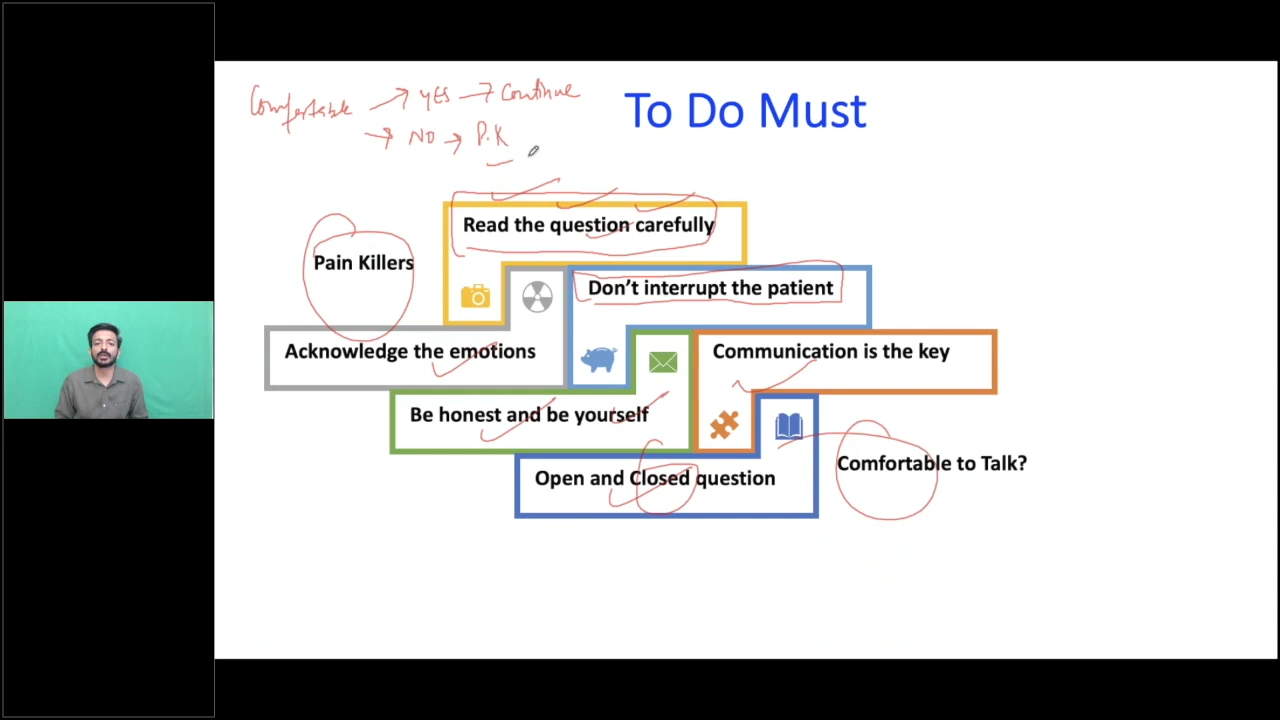 Comfortable → YES → Continue
→ NO → P.K
To Do Must
Read the question carefully
Pain Killers
Don't interrupt the patient
Acknowledge the emotions
Communication is the key
Be honest and be yourself
Comfortable to Talk?
Open and Closed question